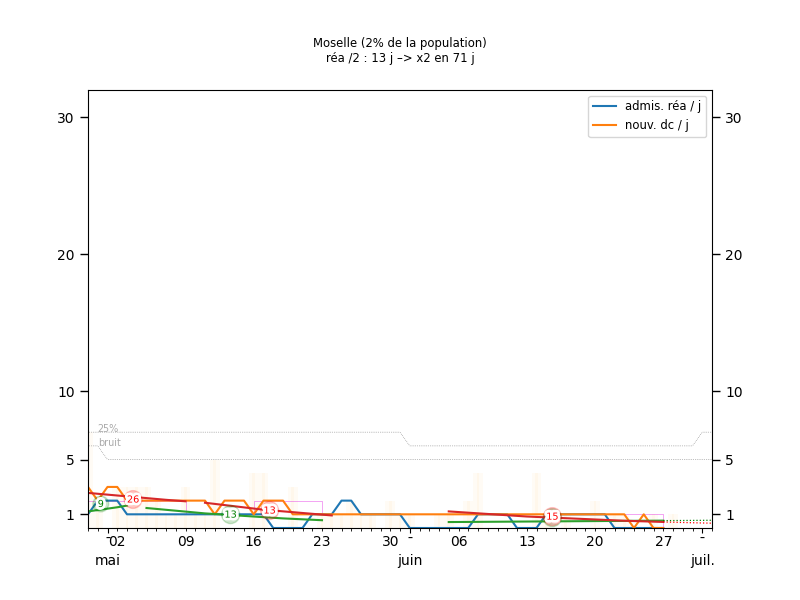 Moselle (2% de la population)
réa /2 : 13 j –> x2 en 71 j
admis. réa / j
nouv. dc / j
30 30
20 20
10 10
25%
bruit
5 5
9 26 13 13 15
1 1
- 02 09 16 23 30 - 06 13 20 27 -
mai juin juil.